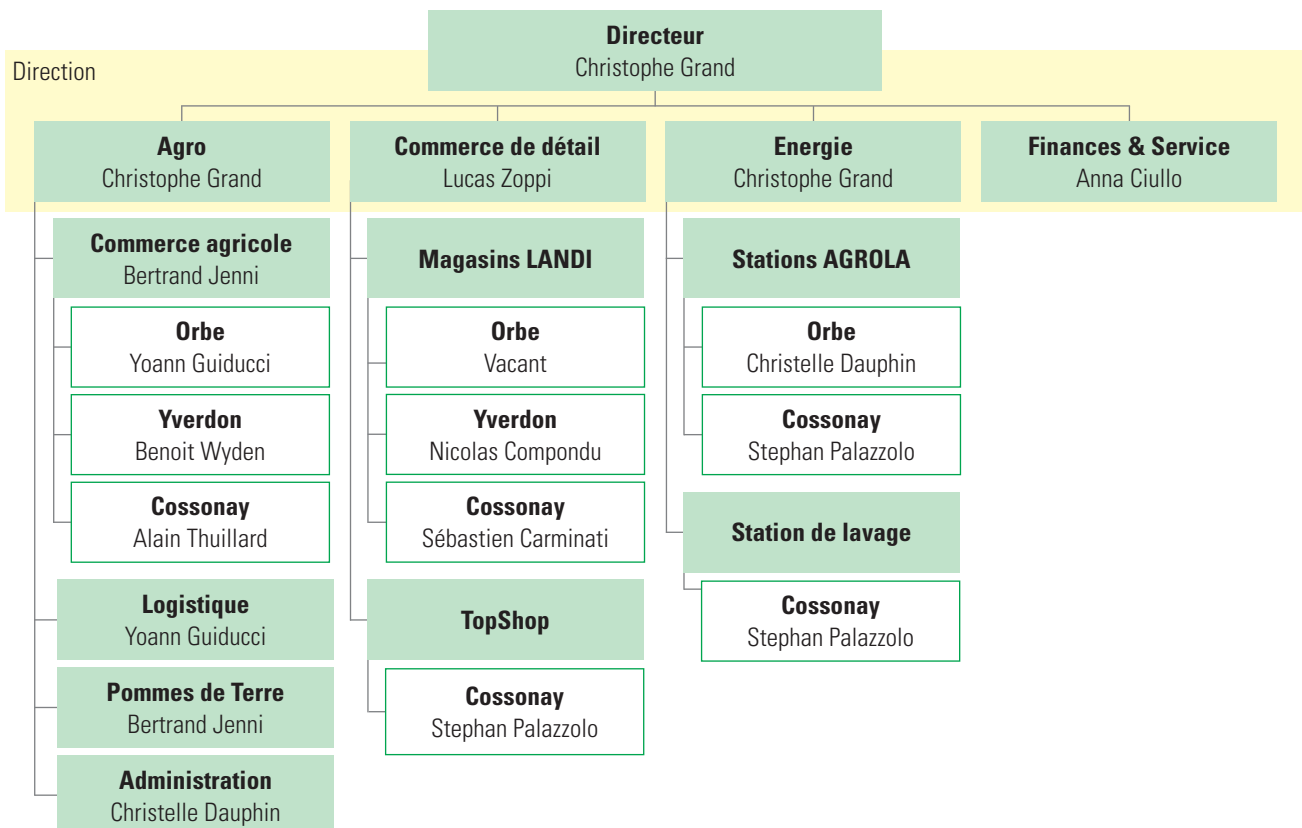 Directeur
Christophe Grand
Direction
Agro
Christophe Grand
Commerce agricole
Bertrand Jenni
Orbe
Yoann Guiducci
Yverdon
Benoit Wyden
Cossonay
Alain Thuillard
Logistique
Yoann Guiducci
Pommes de Terre
Bertrand Jenni
Administration
Christelle Dauphin
Commerce de détail
Lucas Zoppi
Magasins LANDI
Orbe
Vacant
Yverdon
Nicolas Compondu
Cossonay
Sébastien Carminati
TopShop
Cossonay
Stephan Palazzolo
Energie
Christophe Grand
Stations AGROLA
Orbe
Christelle Dauphin
Cossonay
Stephan Palazzolo
Station de lavage
Cossonay
Stephan Palazzolo
Finances & Service
Anna Ciullo